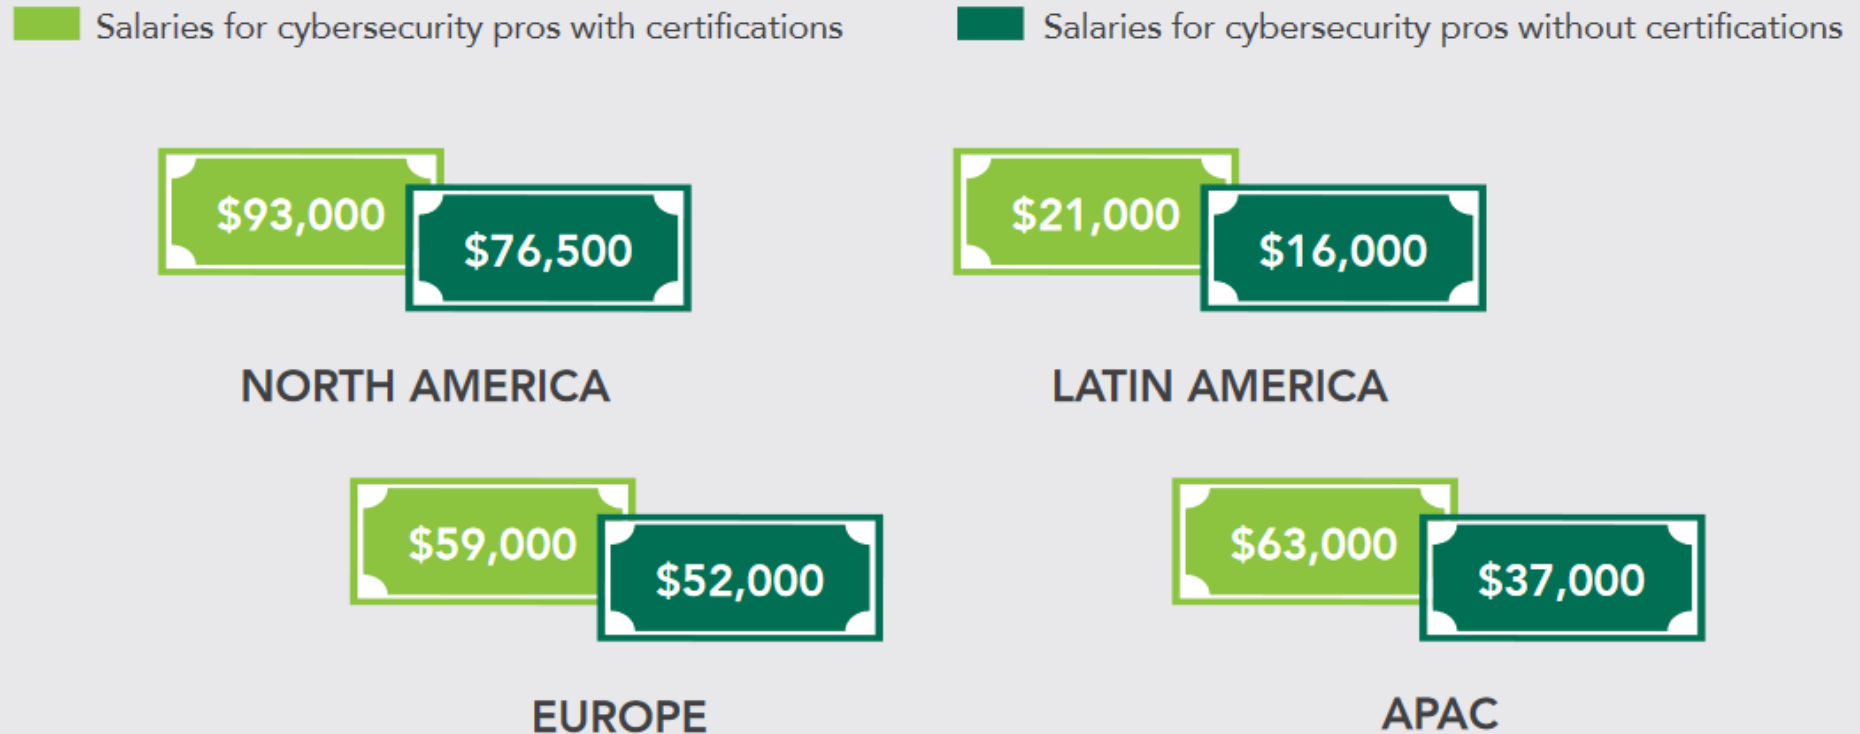 Salaries for cybersecurity pros with certifications
Salaries for cybersecurity pros without certifications
$93,000
$76,500
NORTH AMERICA
$21,000
$16,000
LATIN AMERICA
$59,000
$52,000
EUROPE
$63,000
$37,000
APAC